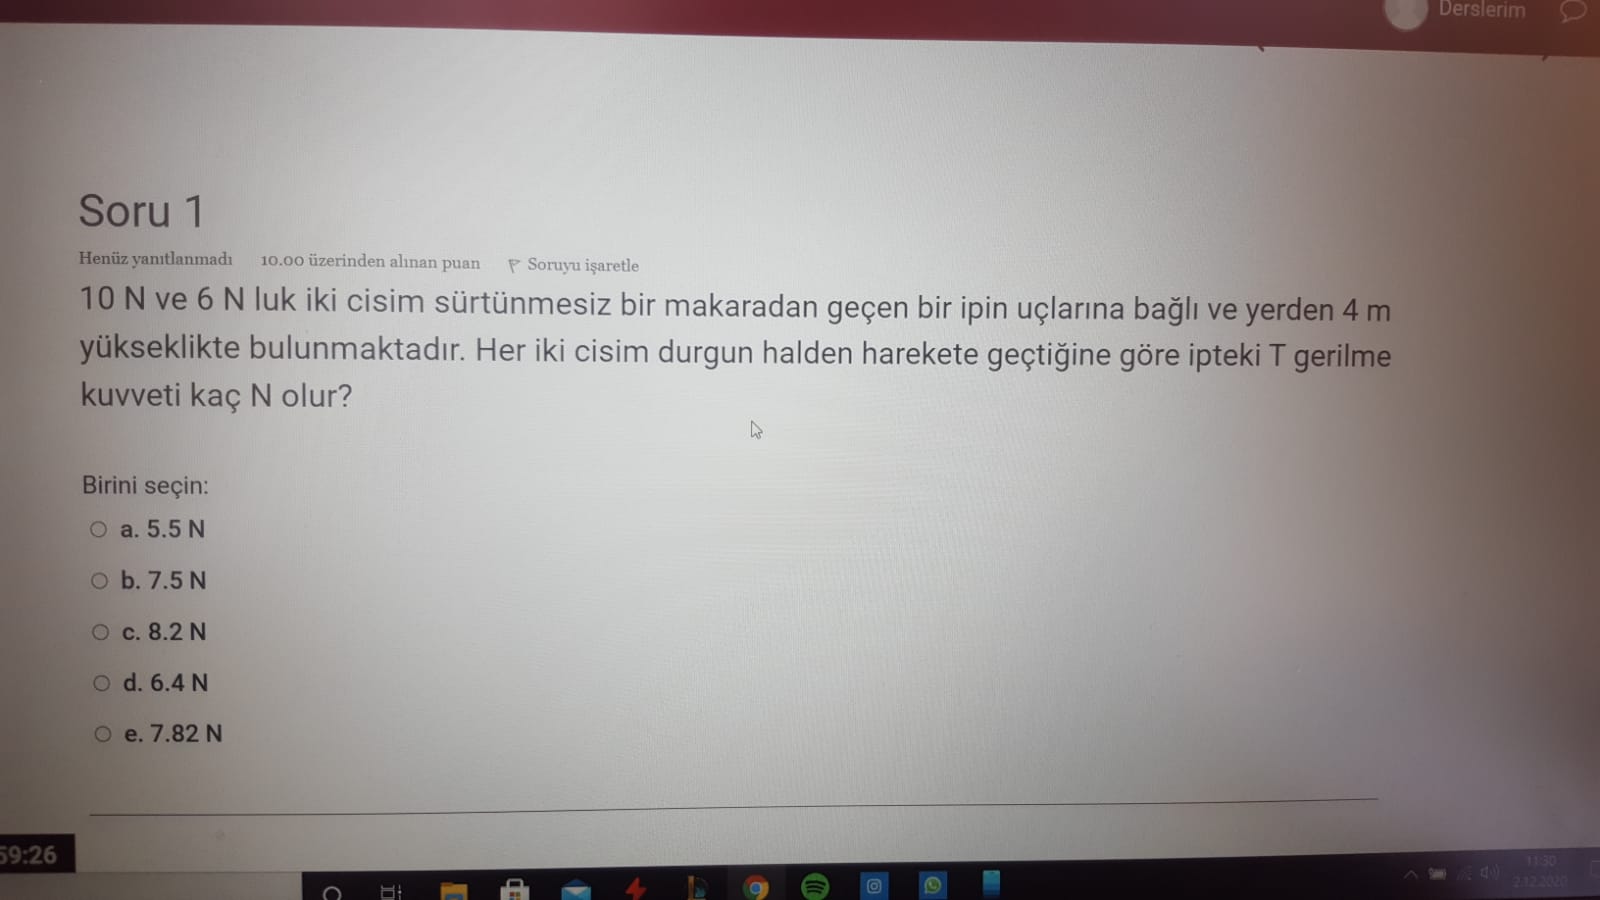 Derslerim
Soru 1
Henüz yanıtlanmadı 10.00 üzerinden alınan puan Soruyu işaretle
10 N ve 6 N luk iki cisim sürtünmesiz bir makaradan geçen bir ipin uçlarına bağlı ve yerden 4 m
yükseklikte bulunmaktadır. Her iki cisim durgun halden harekete geçtiğine göre ipteki T gerilme
kuvveti kaç N olur?
Birini seçin:
a. 5.5 N
b. 7.5 N
c. 8.2 N
d. 6.4 N
e. 7.82 N
59:26
11:30
2.12.2020